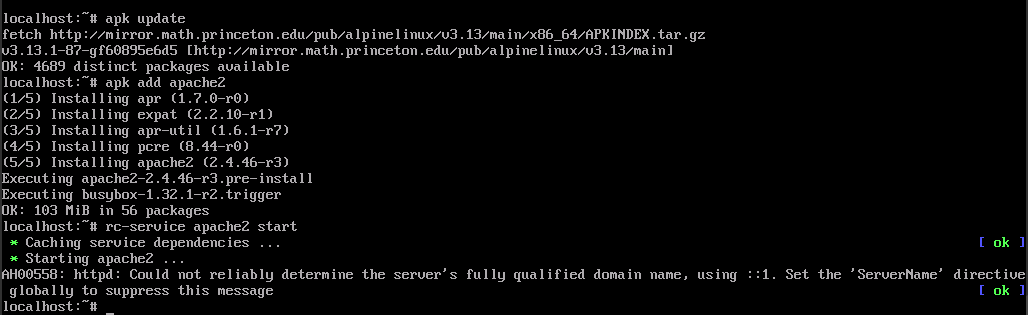 localhost:~# apk update
fetch http://mirror.math.princeton.edu/pub/alpinelinux/v3.13/main/x86_64/APKINDEX.tar.gz
v3.13.1-87-gf60895e6d5 [http://mirror.math.princeton.edu/pub/alpinelinux/v3.13/main]
OK: 4689 distinct packages available
localhost:~# apk add apache2
(1/5) Installing apr (1.7.0-r0)
(2/5) Installing expat (2.2.10-r1)
(3/5) Installing apr-util (1.6.1-r7)
(4/5) Installing pcre (8.44-r0)
(5/5) Installing apache2 (2.4.46-r3)
Executing apache2-2.4.46-r3.pre-install
Executing busybox-1.32.1-r2.trigger
OK: 103 MiB in 56 packages
localhost:~# rc-service apache2 start
 * Caching service dependencies ... [ ok ]
 * Starting apache2 ...
AH00558: httpd: Could not reliably determine the server's fully qualified domain name, using ::1. Set the 'ServerName' directive
 globally to suppress this message [ ok ]
localhost:~# _